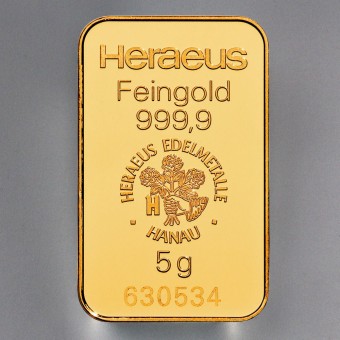 Heraeus
Feingold
999,9
HERAEUS EDELMETALLE
H
· HANAU ·
5 g
630534